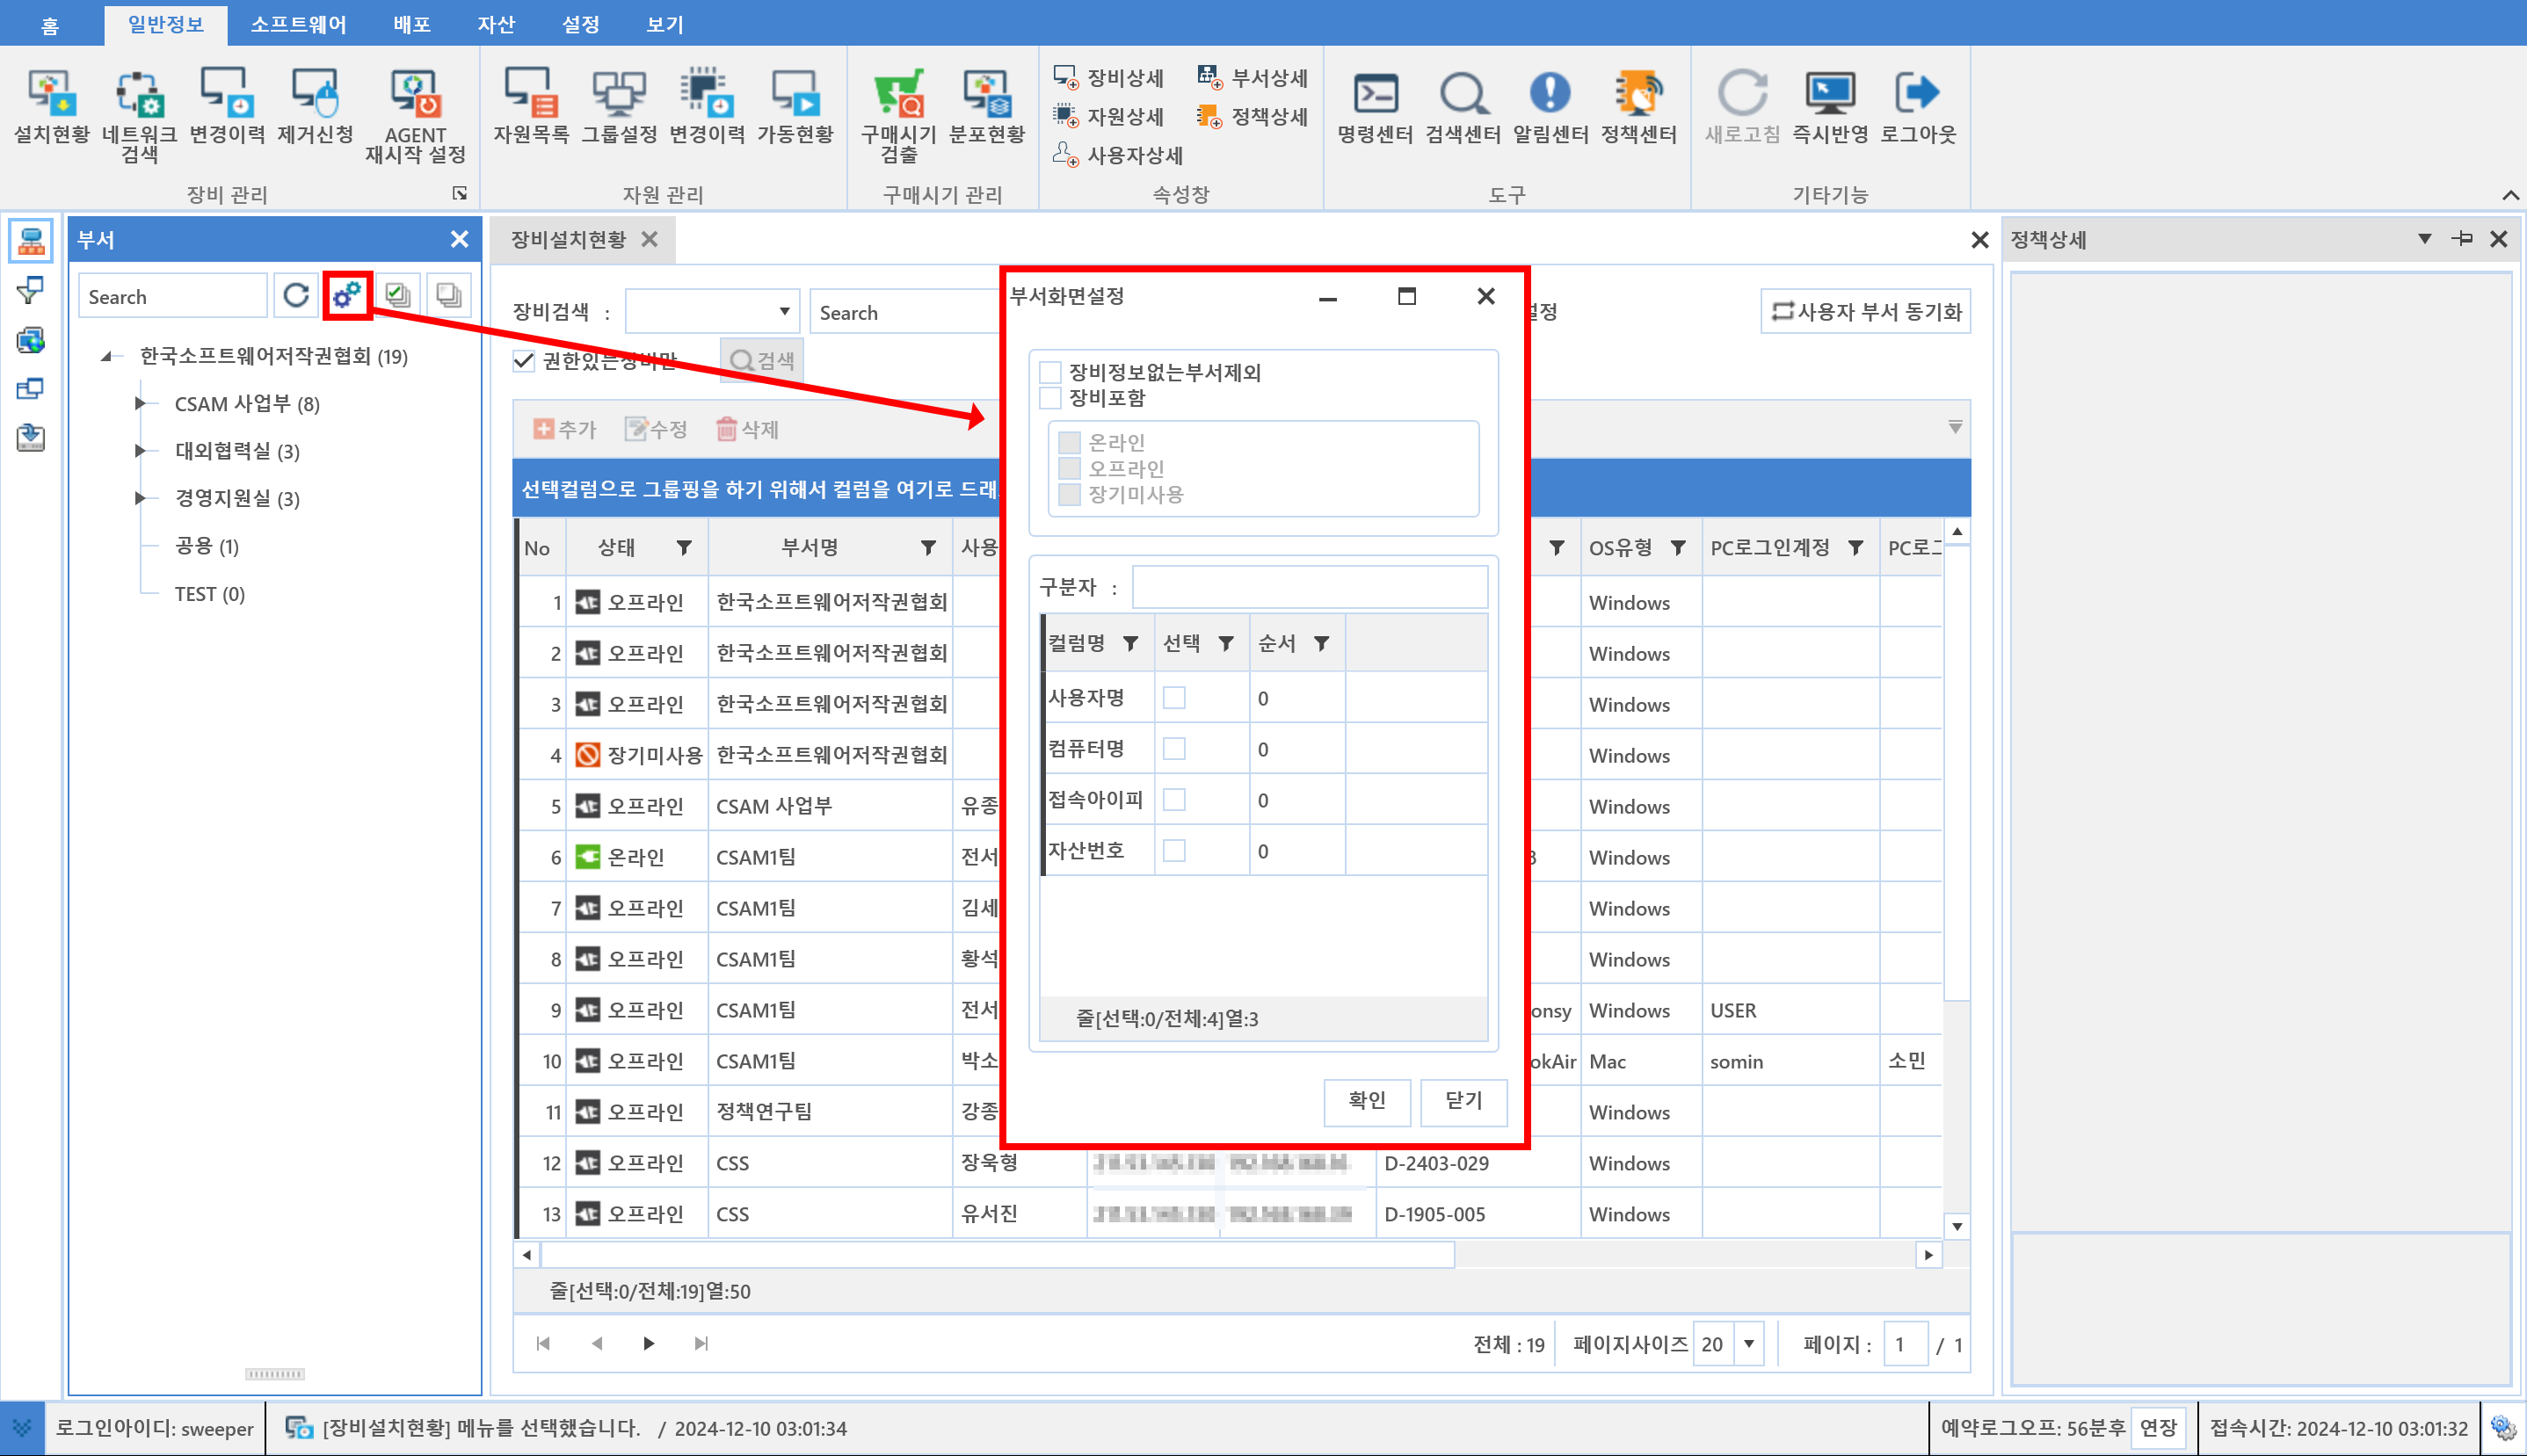 홈 일반정보 소프트웨어 배포 자산 설정 보기
설치현황 네트워크 검색 변경이력 제거신청 AGENT 재시작 설정
장비 관리
자원목록 그룹설정 변경이력 가동현황
자원 관리
구매시기 검출 분포현황
구매시기 관리
장비상세 부서상세
자원상세 정책상세
사용자상세
속성창
명령센터 검색센터 알림센터 정책센터
도구
새로고침 즉시반영 로그아웃
기타기능
부서
Search
한국소프트웨어저작권협회 (19)
CSAM 사업부 (8)
대외협력실 (3)
경영지원실 (3)
공용 (1)
TEST (0)
장비설치현황
장비검색 : Search
설정
사용자 부서 동기화
권한있는장비만 검색
추가 수정 삭제
선택컬럼으로 그룹핑을 하기 위해서 컬럼을 여기로 드래
No 상태 부서명 사용 OS유형 PC로그인계정 PC로그
1 오프라인 한국소프트웨어저작권협회 Windows
2 오프라인 한국소프트웨어저작권협회 Windows
3 오프라인 한국소프트웨어저작권협회 Windows
4 장기미사용 한국소프트웨어저작권협회 Windows
5 오프라인 CSAM 사업부 유종 Windows
6 온라인 CSAM1팀 전서 Windows
7 오프라인 CSAM1팀 김세 Windows
8 오프라인 CSAM1팀 황석 Windows
9 오프라인 CSAM1팀 전서 onsy Windows USER
10 오프라인 CSAM1팀 박소 okAir Mac somin 소민
11 오프라인 정책연구팀 강종 Windows
12 오프라인 CSS 장욱형 D-2403-029 Windows
13 오프라인 CSS 유서진 D-1905-005 Windows
줄[선택:0/전체:19]열:50
전체 : 19 페이지사이즈 20 페이지 : 1 / 1
부서화면설정
장비정보없는부서제외
장비포함
온라인
오프라인
장기미사용
구분자 :
컬럼명 선택 순서
사용자명 0
컴퓨터명 0
접속아이피 0
자산번호 0
줄[선택:0/전체:4]열:3
확인 닫기
정책상세
로그인아이디: sweeper
[장비설치현황] 메뉴를 선택했습니다. / 2024-12-10 03:01:34
예약로그오프: 56분후 연장
접속시간: 2024-12-10 03:01:32